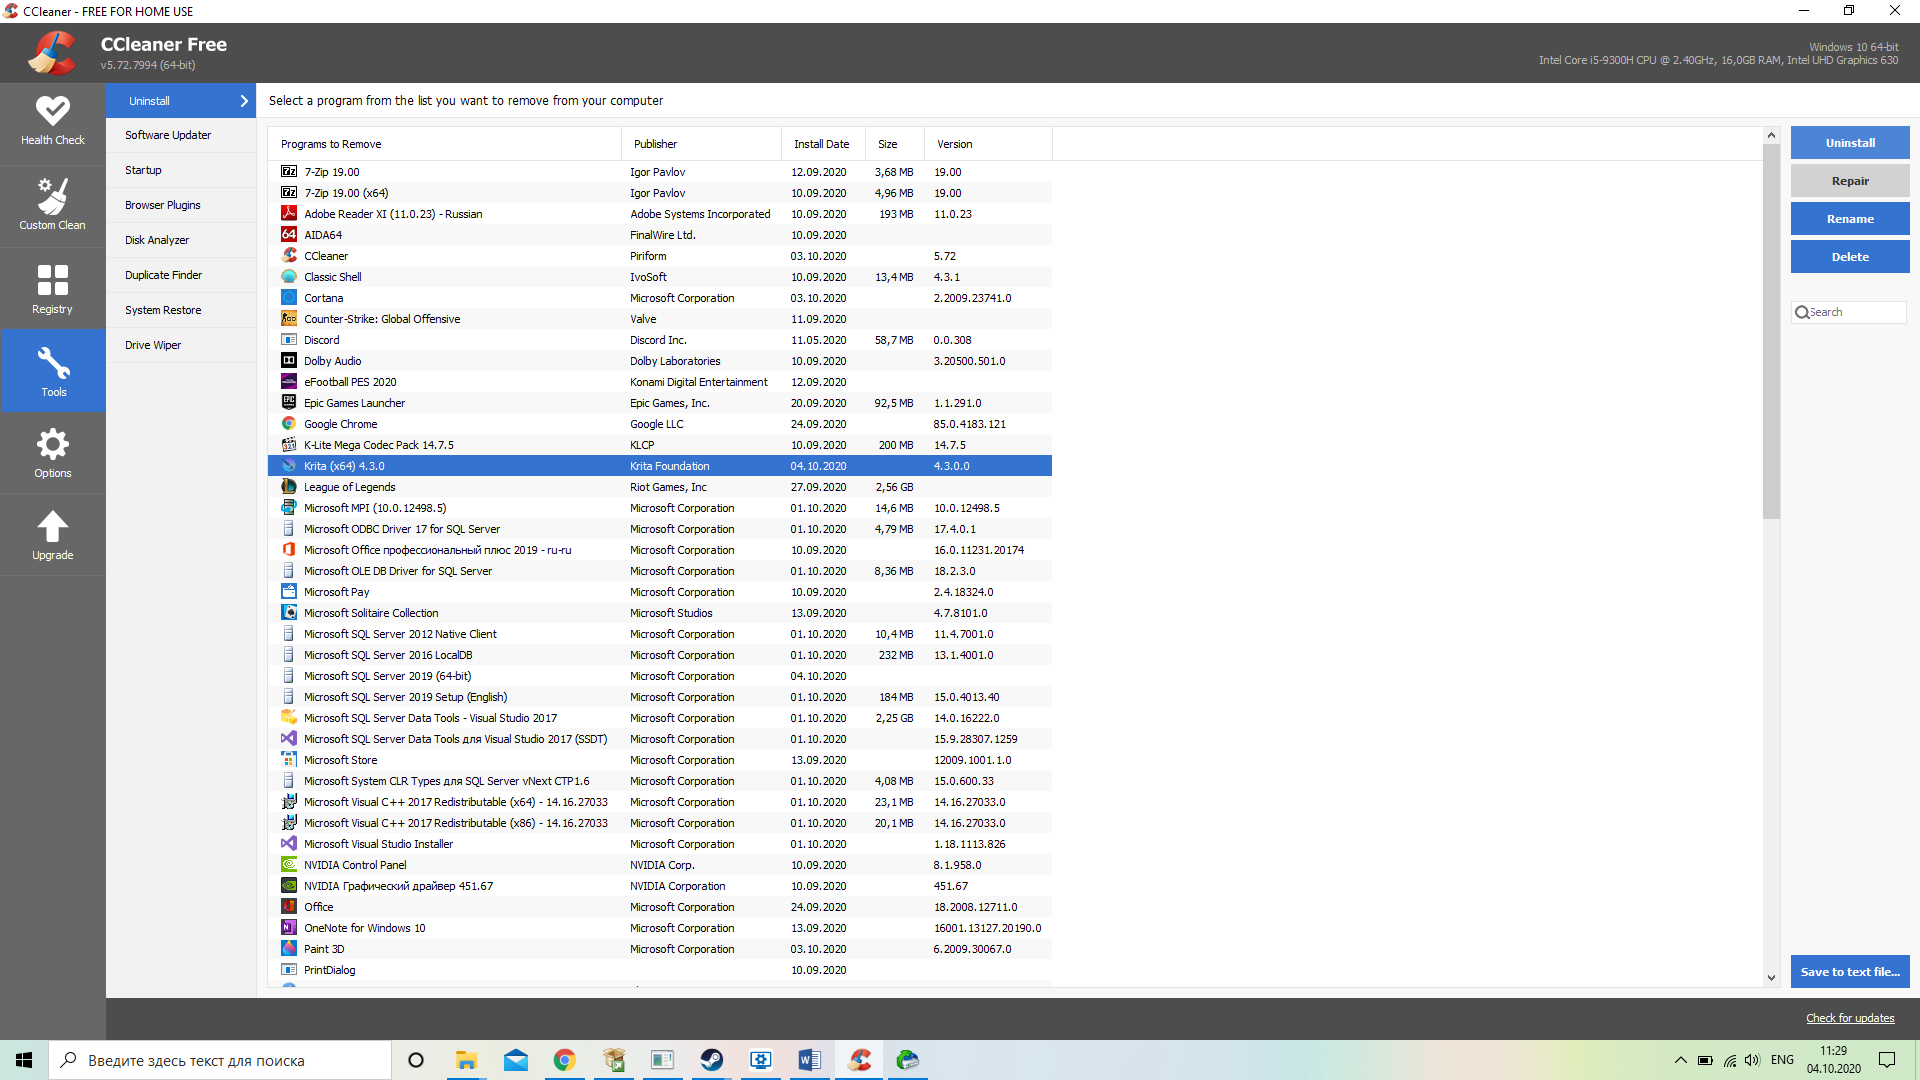 CCleaner - FREE FOR HOME USE
CCleaner Free
v5.72.7994 (64-bit)
Windows 10 64-bit
Intel Core i5-9300H CPU @ 2.40GHz, 16,0GB RAM, Intel UHD Graphics 630
Health Check
Custom Clean
Registry
Tools
Options
Upgrade
Uninstall
Software Updater
Startup
Browser Plugins
Disk Analyzer
Duplicate Finder
System Restore
Drive Wiper
Select a program from the list you want to remove from your computer
Programs to Remove Publisher Install Date Size Version
7-Zip 19.00 Igor Pavlov 12.09.2020 3,68 MB 19.00
7-Zip 19.00 (x64) Igor Pavlov 10.09.2020 4,96 MB 19.00
Adobe Reader XI (11.0.23) - Russian Adobe Systems Incorporated 10.09.2020 193 MB 11.0.23
AIDA64 FinalWire Ltd. 10.09.2020
CCleaner Piriform 03.10.2020 5.72
Classic Shell IvoSoft 10.09.2020 13,4 MB 4.3.1
Cortana Microsoft Corporation 03.10.2020 2.2009.23741.0
Counter-Strike: Global Offensive Valve 11.09.2020
Discord Discord Inc. 11.05.2020 58,7 MB 0.0.308
Dolby Audio Dolby Laboratories 10.09.2020 3.20500.501.0
eFootball PES 2020 Konami Digital Entertainment 12.09.2020
Epic Games Launcher Epic Games, Inc. 20.09.2020 92,5 MB 1.1.291.0
Google Chrome Google LLC 24.09.2020 85.0.4183.121
K-Lite Mega Codec Pack 14.7.5 KLCP 10.09.2020 200 MB 14.7.5
Krita (x64) 4.3.0 Krita Foundation 04.10.2020 4.3.0.0
League of Legends Riot Games, Inc 27.09.2020 2,56 GB
Microsoft MPI (10.0.12498.5) Microsoft Corporation 01.10.2020 14,6 MB 10.0.12498.5
Microsoft ODBC Driver 17 for SQL Server Microsoft Corporation 01.10.2020 4,79 MB 17.4.0.1
Microsoft Office профессиональный плюс 2019 - ru-ru Microsoft Corporation 10.09.2020 16.0.11231.20174
Microsoft OLE DB Driver for SQL Server Microsoft Corporation 01.10.2020 8,36 MB 18.2.3.0
Microsoft Pay Microsoft Corporation 10.09.2020 2.4.18324.0
Microsoft Solitaire Collection Microsoft Studios 13.09.2020 4.7.8101.0
Microsoft SQL Server 2012 Native Client Microsoft Corporation 01.10.2020 10,4 MB 11.4.7001.0
Microsoft SQL Server 2016 LocalDB Microsoft Corporation 01.10.2020 232 MB 13.1.4001.0
Microsoft SQL Server 2019 (64-bit) Microsoft Corporation 04.10.2020
Microsoft SQL Server 2019 Setup (English) Microsoft Corporation 01.10.2020 184 MB 15.0.4013.40
Microsoft SQL Server Data Tools - Visual Studio 2017 Microsoft Corporation 01.10.2020 2,25 GB 14.0.16222.0
Microsoft SQL Server Data Tools для Visual Studio 2017 (SSDT) Microsoft Corporation 01.10.2020 15.9.28307.1259
Microsoft Store Microsoft Corporation 13.09.2020 12009.1001.1.0
Microsoft System CLR Types для SQL Server vNext CTP1.6 Microsoft Corporation 01.10.2020 4,08 MB 15.0.600.33
Microsoft Visual C++ 2017 Redistributable (x64) - 14.16.27033 Microsoft Corporation 01.10.2020 23,1 MB 14.16.27033.0
Microsoft Visual C++ 2017 Redistributable (x86) - 14.16.27033 Microsoft Corporation 01.10.2020 20,1 MB 14.16.27033.0
Microsoft Visual Studio Installer Microsoft Corporation 01.10.2020 1.18.1113.826
NVIDIA Control Panel NVIDIA Corp. 10.09.2020 8.1.958.0
NVIDIA Графический драйвер 451.67 NVIDIA Corporation 10.09.2020 451.67
Office Microsoft Corporation 24.09.2020 18.2008.12711.0
OneNote for Windows 10 Microsoft Corporation 13.09.2020 16001.13127.20190.0
Paint 3D Microsoft Corporation 03.10.2020 6.2009.30067.0
PrintDialog 10.09.2020
Uninstall
Repair
Rename
Delete
Search
Save to text file...
Check for updates
Введите здесь текст для поиска
ENG
11:29
04.10.2020